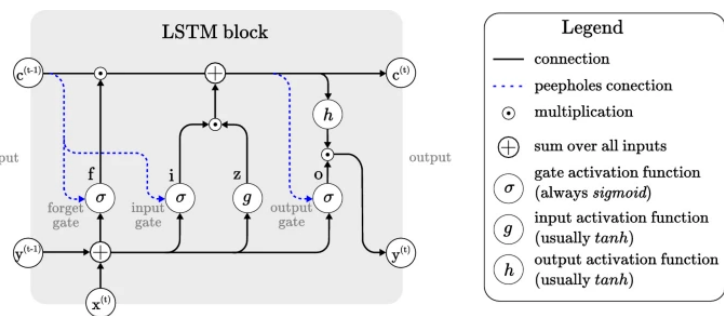 LSTM block
Legend
c(t-1)
c(t)
connection
peepholes conection
multiplication
h
sum over all inputs
put
output
f
i
z
o
σ
gate activation function
(always sigmoid)
σ
σ
g
σ
forget
gate
input
gate
output
gate
g
input activation function
(usually tanh)
y(t-1)
y(t)
h
output activation function
(usually tanh)
x(t)